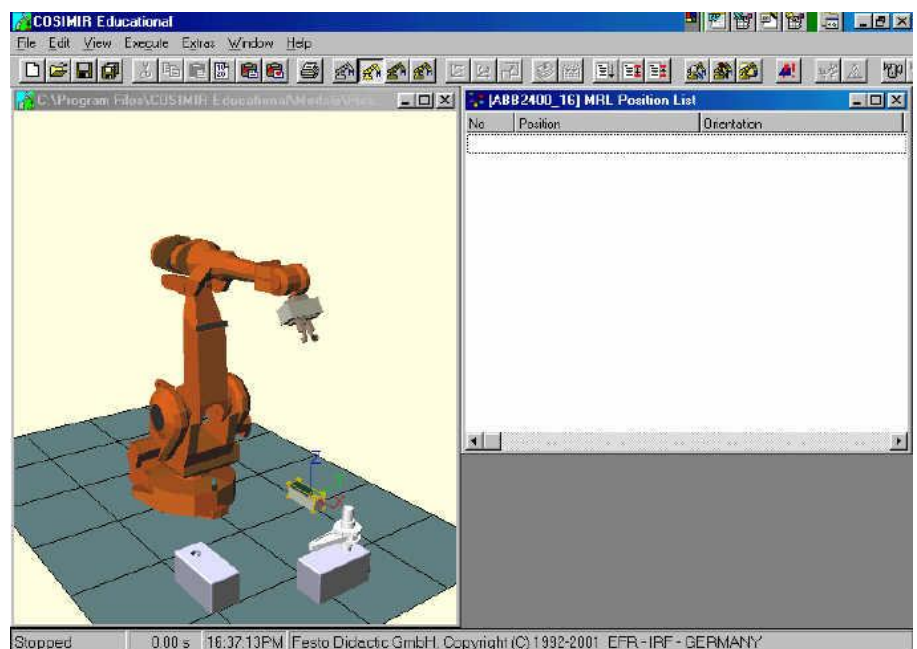 COSIMIR Educational
File Edit View Execute Extras Window Help
C:\Program Files\COSIMIR Educational\
[ABB2400_16] MRL Position List
No Position Orientation
Z
Stopped 0.00 s 16:37:13PM Festo Didactic GmbH, Copyright (C) 1992-2001 EFR - IRF - GERMANY